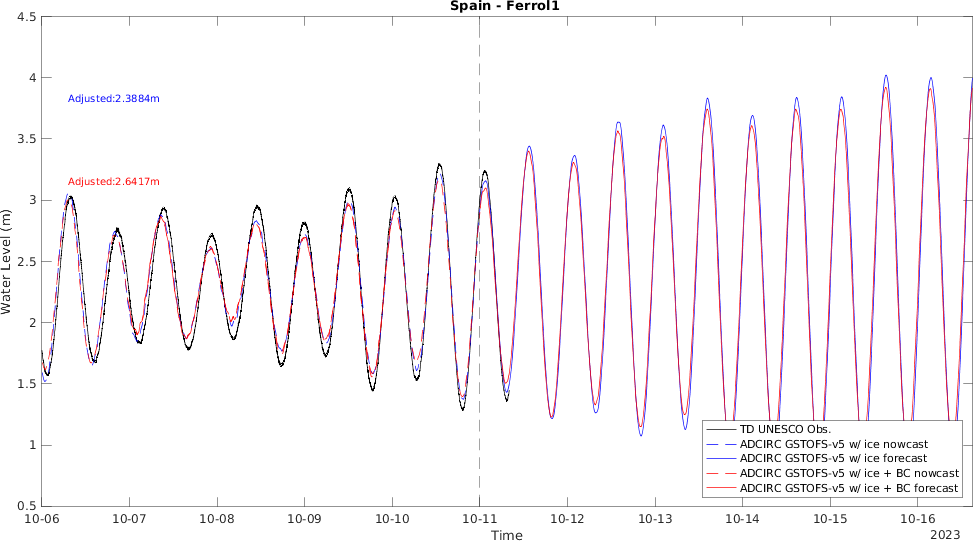 Spain - Ferrol1
4.5
4
3.5
3
2.5
2
1.5
1
0.5
Water Level (m)
Adjusted:2.3884m
Adjusted:2.6417m
TD UNESCO Obs.
ADCIRC GSTOFS-v5 w/ ice nowcast
ADCIRC GSTOFS-v5 w/ ice forecast
ADCIRC GSTOFS-v5 w/ ice + BC nowcast
ADCIRC GSTOFS-v5 w/ ice + BC forecast
10-06 10-07 10-08 10-09 10-10 10-11 10-12 10-13 10-14 10-15 10-16
Time
2023